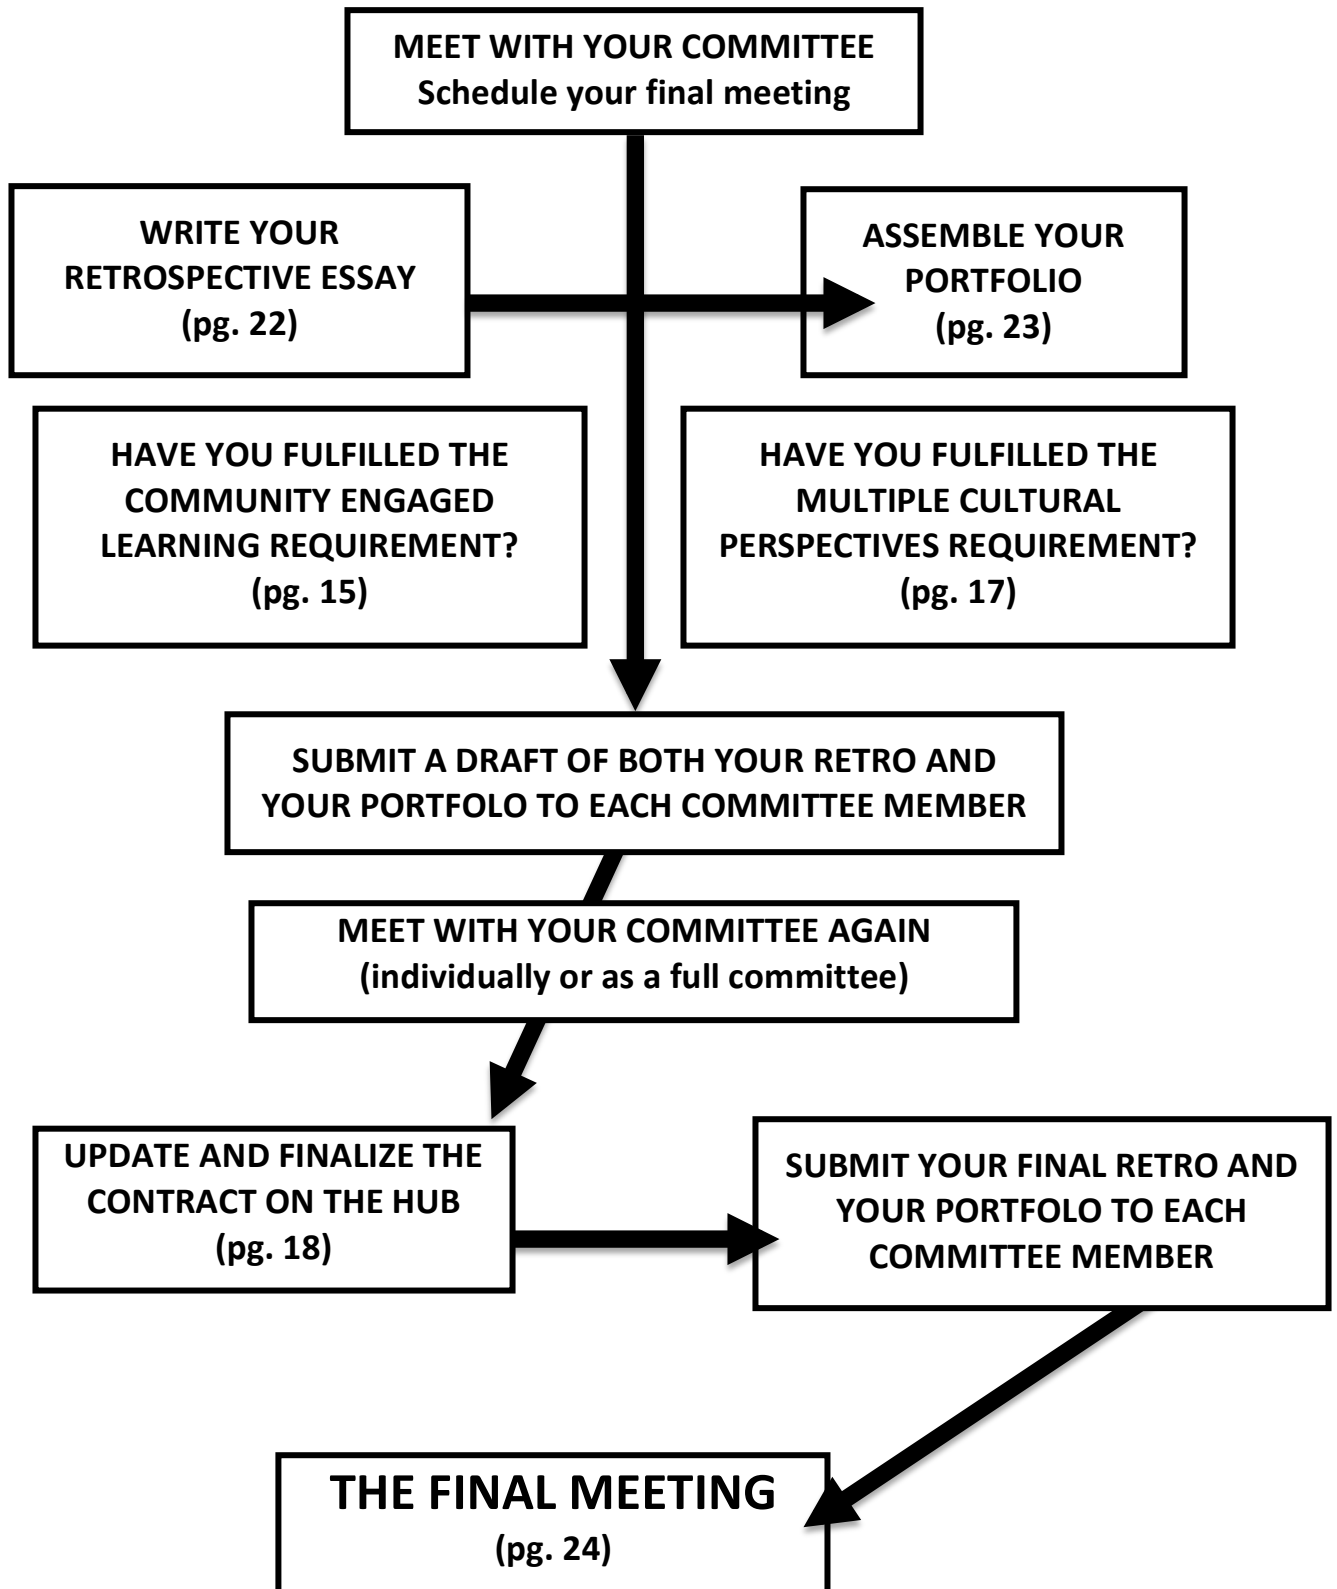 MEET WITH YOUR COMMITTEE
Schedule your final meeting
WRITE YOUR
RETROSPECTIVE ESSAY
(pg. 22)
ASSEMBLE YOUR
PORTFOLIO
(pg. 23)
HAVE YOU FULFILLED THE
COMMUNITY ENGAGED
LEARNING REQUIREMENT?
(pg. 15)
HAVE YOU FULFILLED THE
MULTIPLE CULTURAL
PERSPECTIVES REQUIREMENT?
(pg. 17)
SUBMIT A DRAFT OF BOTH YOUR RETRO AND
YOUR PORTFOLO TO EACH COMMITTEE MEMBER
MEET WITH YOUR COMMITTEE AGAIN
(individually or as a full committee)
UPDATE AND FINALIZE THE
CONTRACT ON THE HUB
(pg. 18)
SUBMIT YOUR FINAL RETRO AND
YOUR PORTFOLO TO EACH
COMMITTEE MEMBER
THE FINAL MEETING
(pg. 24)